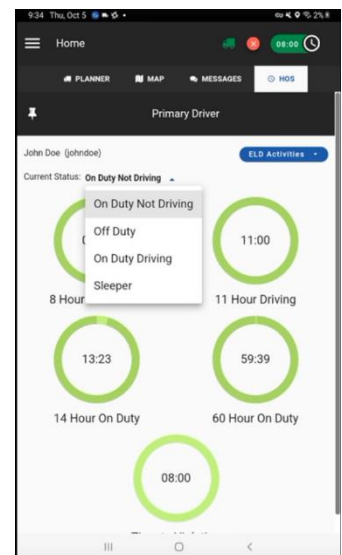 9:34 Thu, Oct 5
2%
Home
08:00
PLANNER MAP MESSAGES HOS
Primary Driver
John Doe (johndoe)
ELD Activities
Current Status: On Duty Not Driving
On Duty Not Driving
Off Duty
On Duty Driving
Sleeper
11:00
8 Hour
11 Hour Driving
13:23
59:39
14 Hour On Duty
60 Hour On Duty
08:00